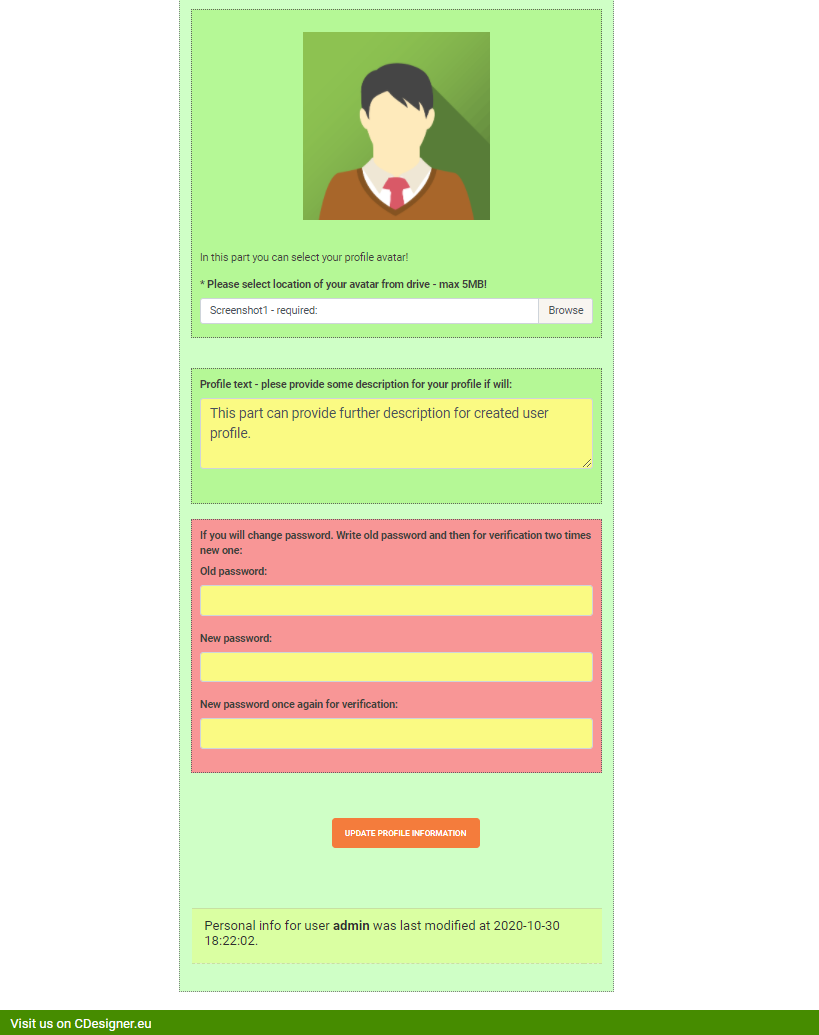 In this part you can select your profile avatar!
* Please select location of your avatar from drive - max 5MB!
Screenshot1 - required:
Browse
Profile text - plese provide some description for your profile if will:
This part can provide further description for created user
profile.
If you will change password. Write old password and then for verification two times
new one:
Old password:
New password:
New password once again for verification:
UPDATE PROFILE INFORMATION
Personal info for user admin was last modified at 2020-10-30
18:22:02.
Visit us on CDesigner.eu